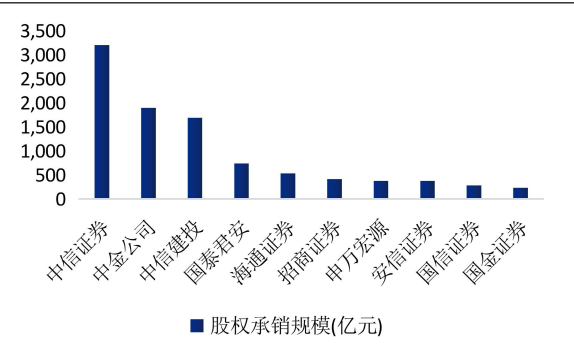 3,500
3,000
2,500
2,000
1,500
1,000
500
0
中信证券
中金公司
中信建投
国泰君安
海通证券
招商证券
申万宏源
安信证券
国信证券
国金证券
股权承销规模(亿元)